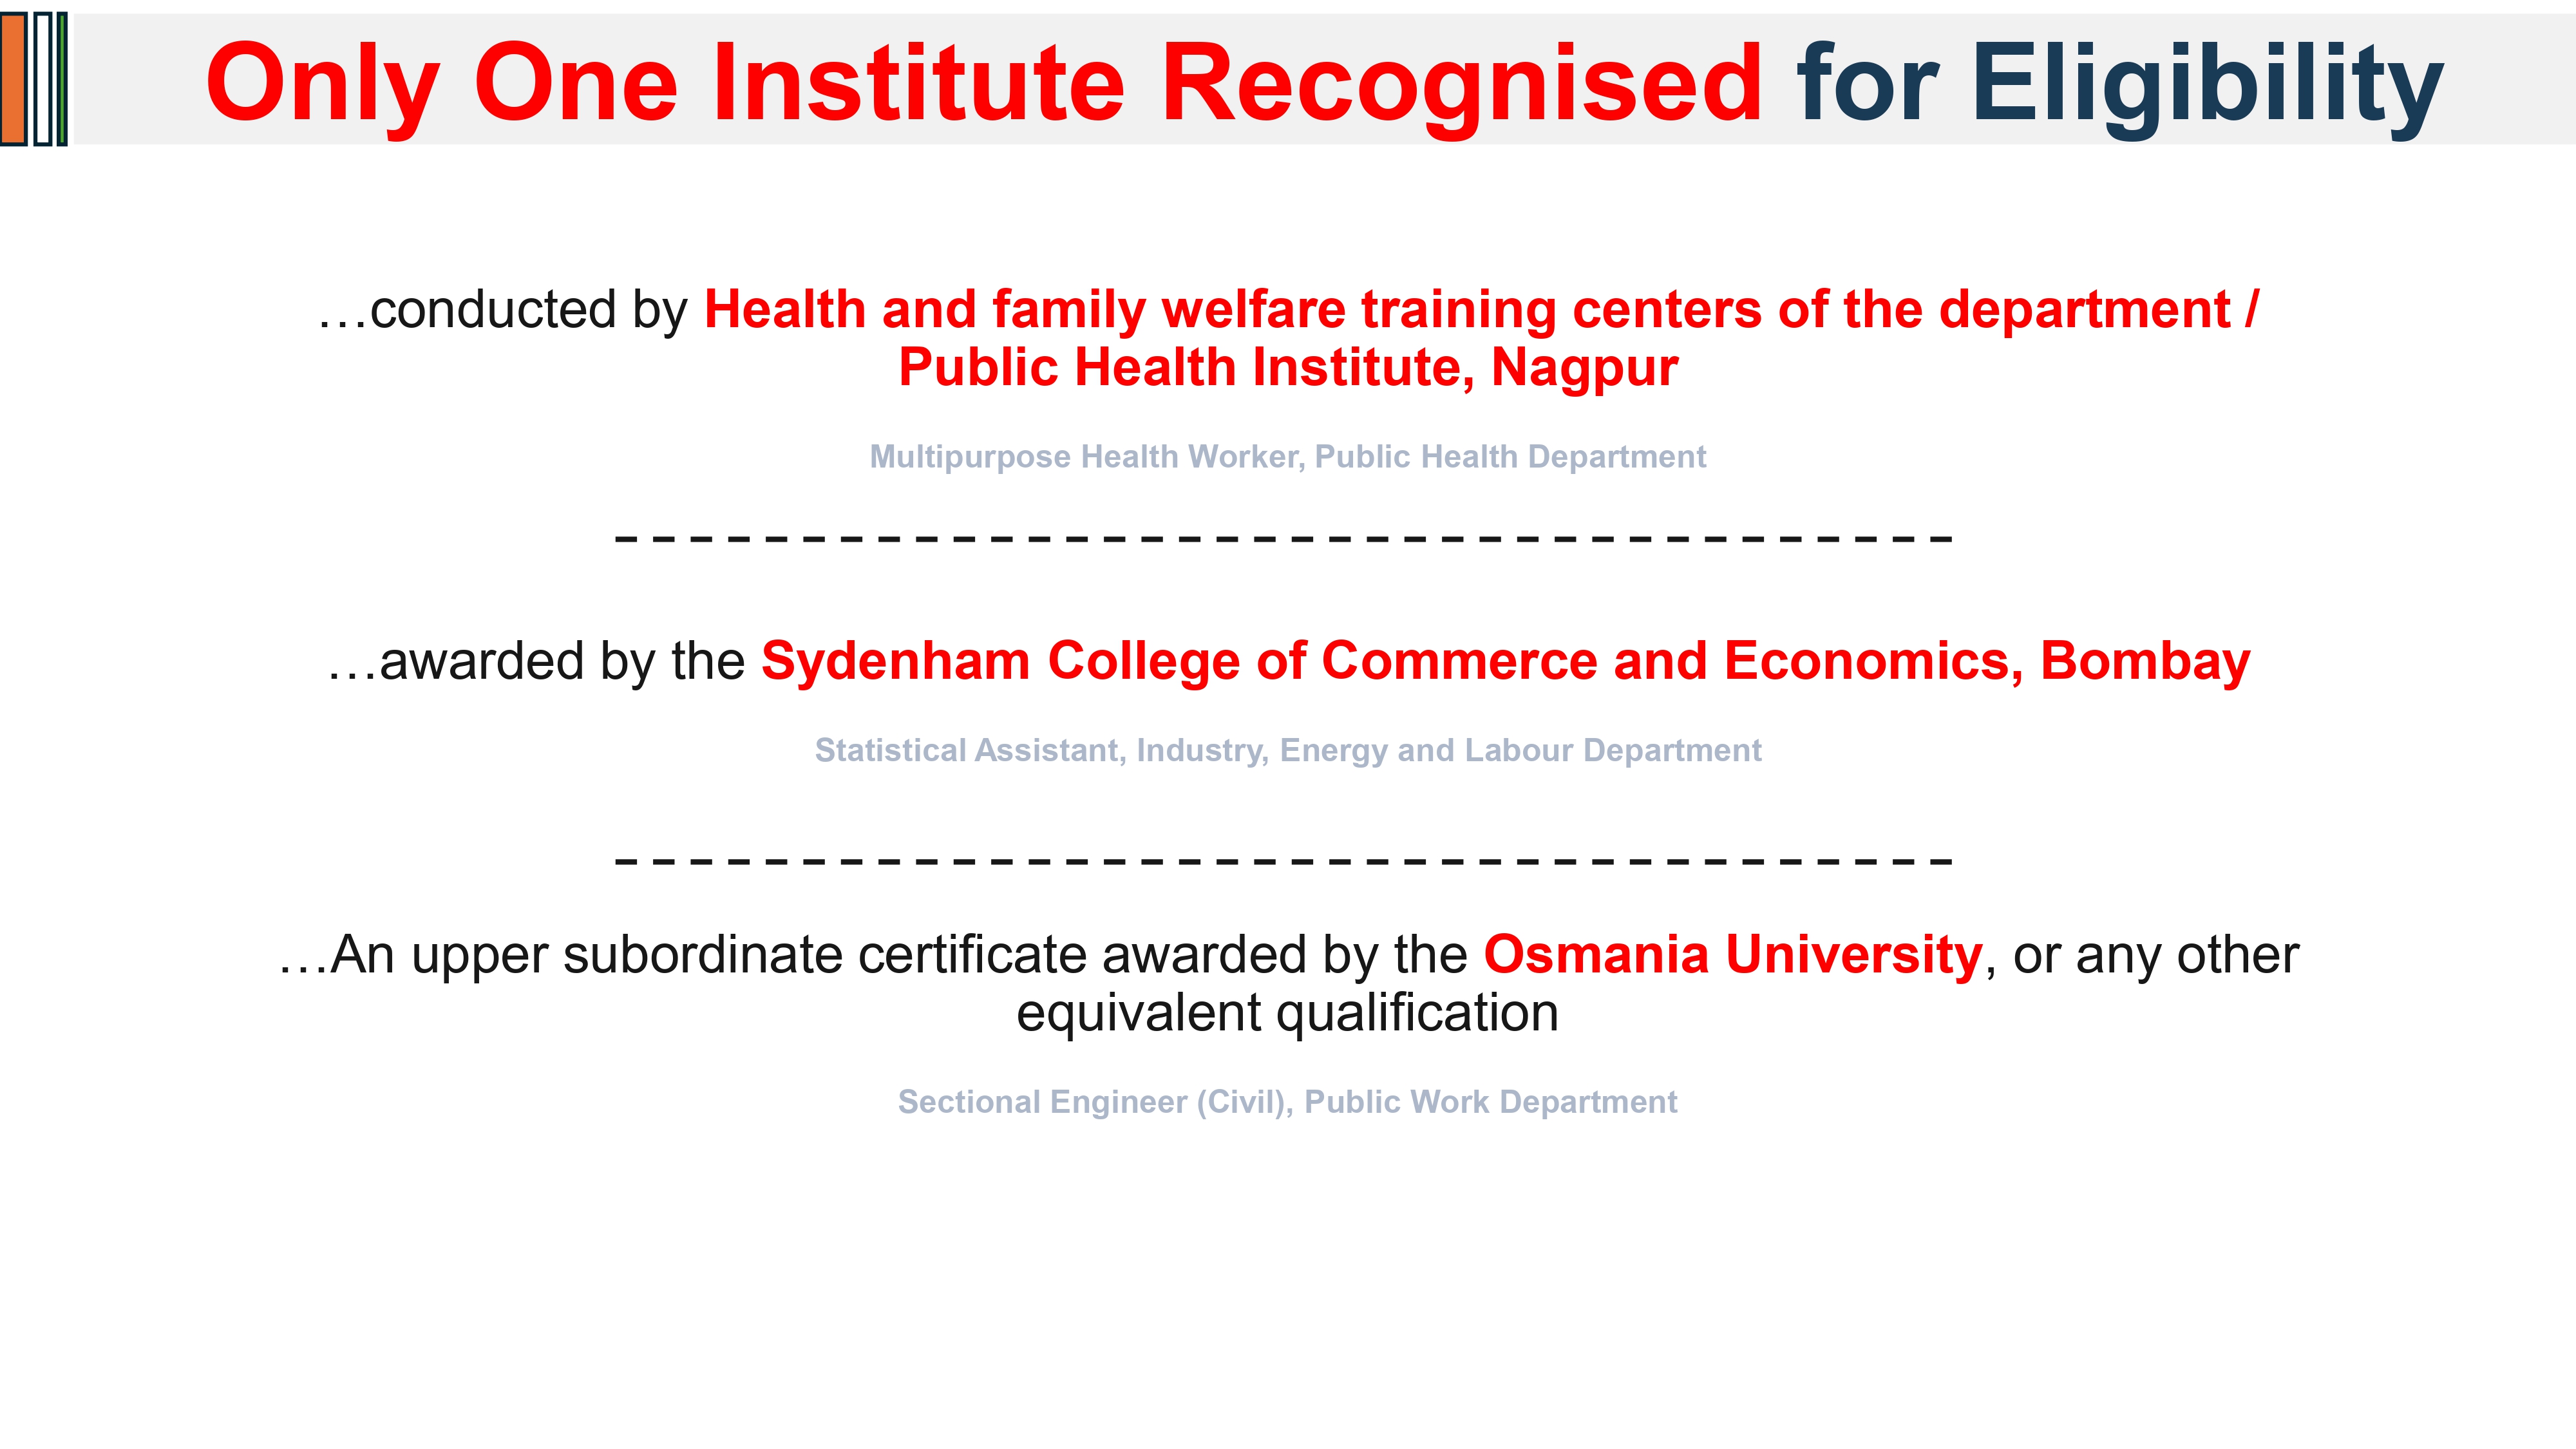 Only One Institute Recognised for Eligibility
…conducted by Health and family welfare training centers of the department /
Public Health Institute, Nagpur
Multipurpose Health Worker, Public Health Department
…awarded by the Sydenham College of Commerce and Economics, Bombay
Statistical Assistant, Industry, Energy and Labour Department
…An upper subordinate certificate awarded by the Osmania University, or any other
equivalent qualification
Sectional Engineer (Civil), Public Work Department